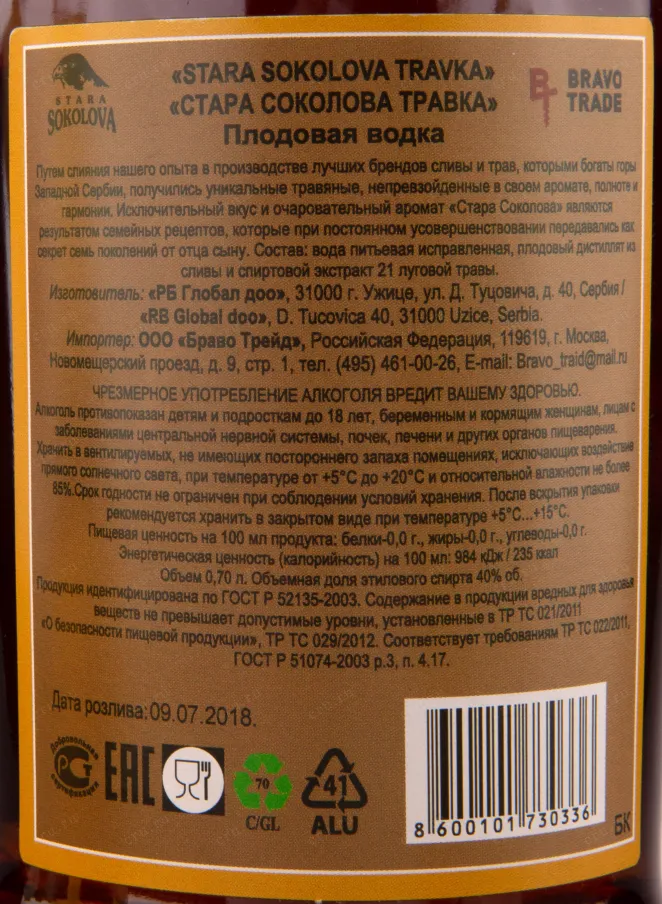 STARA
SOKOLOVA
«STARA SOKOLOVA TRAVKA»
«СТАРА СОКОЛОВА ТРАВКА»
Плодовая водка
BT BRAVO
TRADE
Путем слияния нашего опыта в производстве лучших брендов сливы и трав, которыми богаты горы
Западной Сербии, получились уникальные травяные, непревзойденные в своем аромате, полноте и
гармонии. Исключительный вкус и очаровательный аромат «Стара Соколова» являются
результатом семейных рецептов, которые при постоянном усовершенствовании передавались как
секрет семь поколений от отца сыну. Состав: вода питьевая исправленная, плодовый дистиллят из
сливы и спиртовой экстракт 21 луговой травы.
Изготовитель: «РБ Глобал доо», 31000 г. Ужице, ул. Д. Туцовича, д. 40, Сербия /
«RB Global doo», D. Tucovica 40, 31000 Uzice, Serbia.
Импортер: ООО «Браво Трейд», Российская Федерация, 119619, г. Москва,
Новомещерский проезд, д. 9, стр. 1, тел. (495) 461-00-26, E-mail: Bravo_traid@mail.ru
ЧРЕЗМЕРНОЕ УПОТРЕБЛЕНИЕ АЛКОГОЛЯ ВРЕДИТ ВАШЕМУ ЗДОРОВЬЮ.
Алкоголь противопоказан детям и подросткам до 18 лет, беременным и кормящим женщинам, лицам с
заболеваниями центральной нервной системы, почек, печени и других органов пищеварения.
Хранить в вентилируемых, не имеющих постороннего запаха помещениях, исключающих воздействие
прямого солнечного света, при температуре от +5°С до +20°С и относительной влажности не более
85%.Срок годности не ограничен при соблюдении условий хранения. После вскрытия упаковки
рекомендуется хранить в закрытом виде при температуре +5°С...+15°С.
Пищевая ценность на 100 мл продукта: белки-0,0 г., жиры-0,0 г., углеводы-0,0 г.
Энергетическая ценность (калорийность) на 100 мл: 984 кДж / 235 ккал
Объем 0,70 л. Объемная доля этилового спирта 40% об.
Продукция идентифицирована по ГОСТ Р 52135-2003. Содержание в продукции вредных для здоровья
веществ не превышает допустимые уровни, установленные в ТР ТС 021/2011
«О безопасности пищевой продукции», ТР ТС 029/2012. Соответствует требованиям ТР ТС 022/2011,
ГОСТ Р 51074-2003 р.3, п. 4.17.
Дата розлива:09.07.2018.
Добровольная
РСТ
сертификация
ЕАС
70
C/GL
41
ALU
8 600101 730336
БК